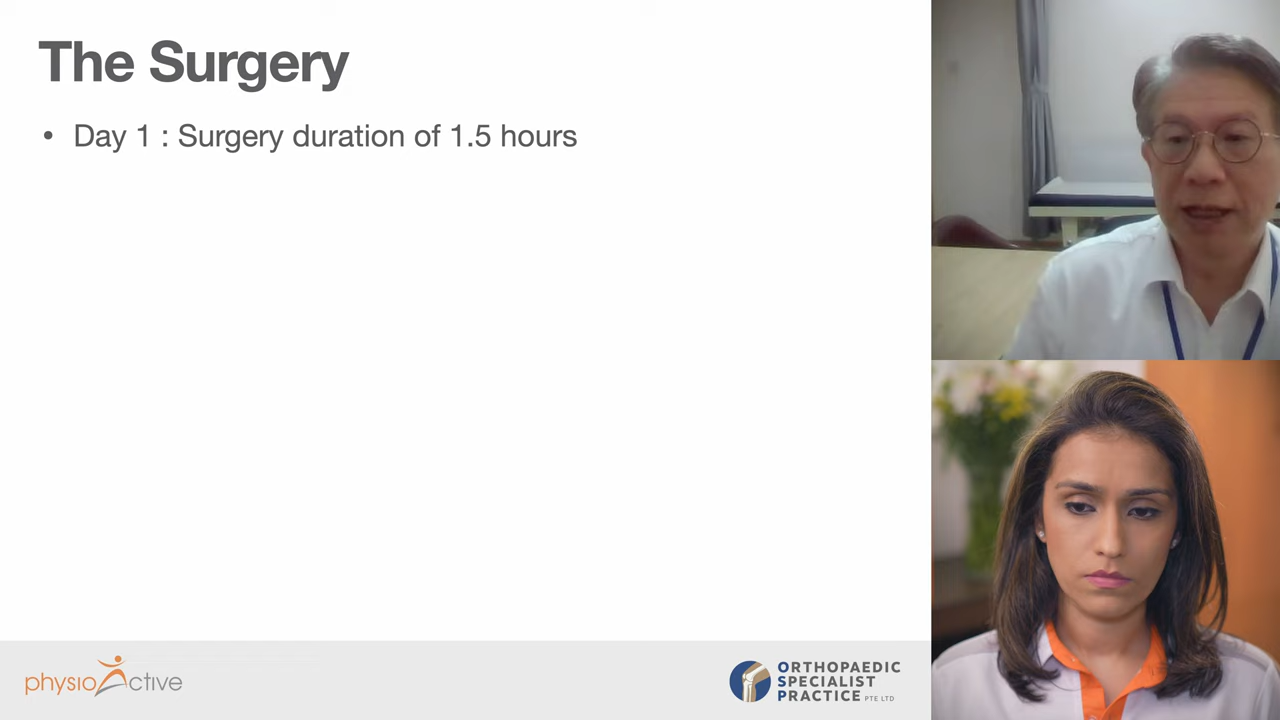 The Surgery
• Day 1 : Surgery duration of 1.5 hours
physioActive
ORTHOPAEDIC
SPECIALIST
PRACTICE PTE LTD